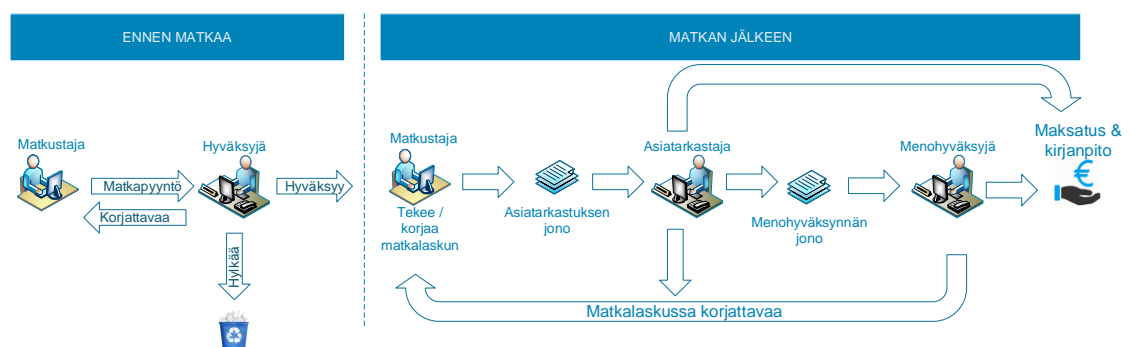 ENNEN MATKAA
MATKAN JÄLKEEN
Matkustaja
Hyväksyjä
Matkapyyntö
Korjattavaa
Hyväksyy
Hylkää
Matkustaja
Tekee /
korjaa
matkalaskun
Asiatarkastuksen
jono
Asiatarkastaja
Menohyväksynnän
jono
Menohyväksyjä
Maksatus &
kirjanpito
€
Matkalaskussa korjattavaa